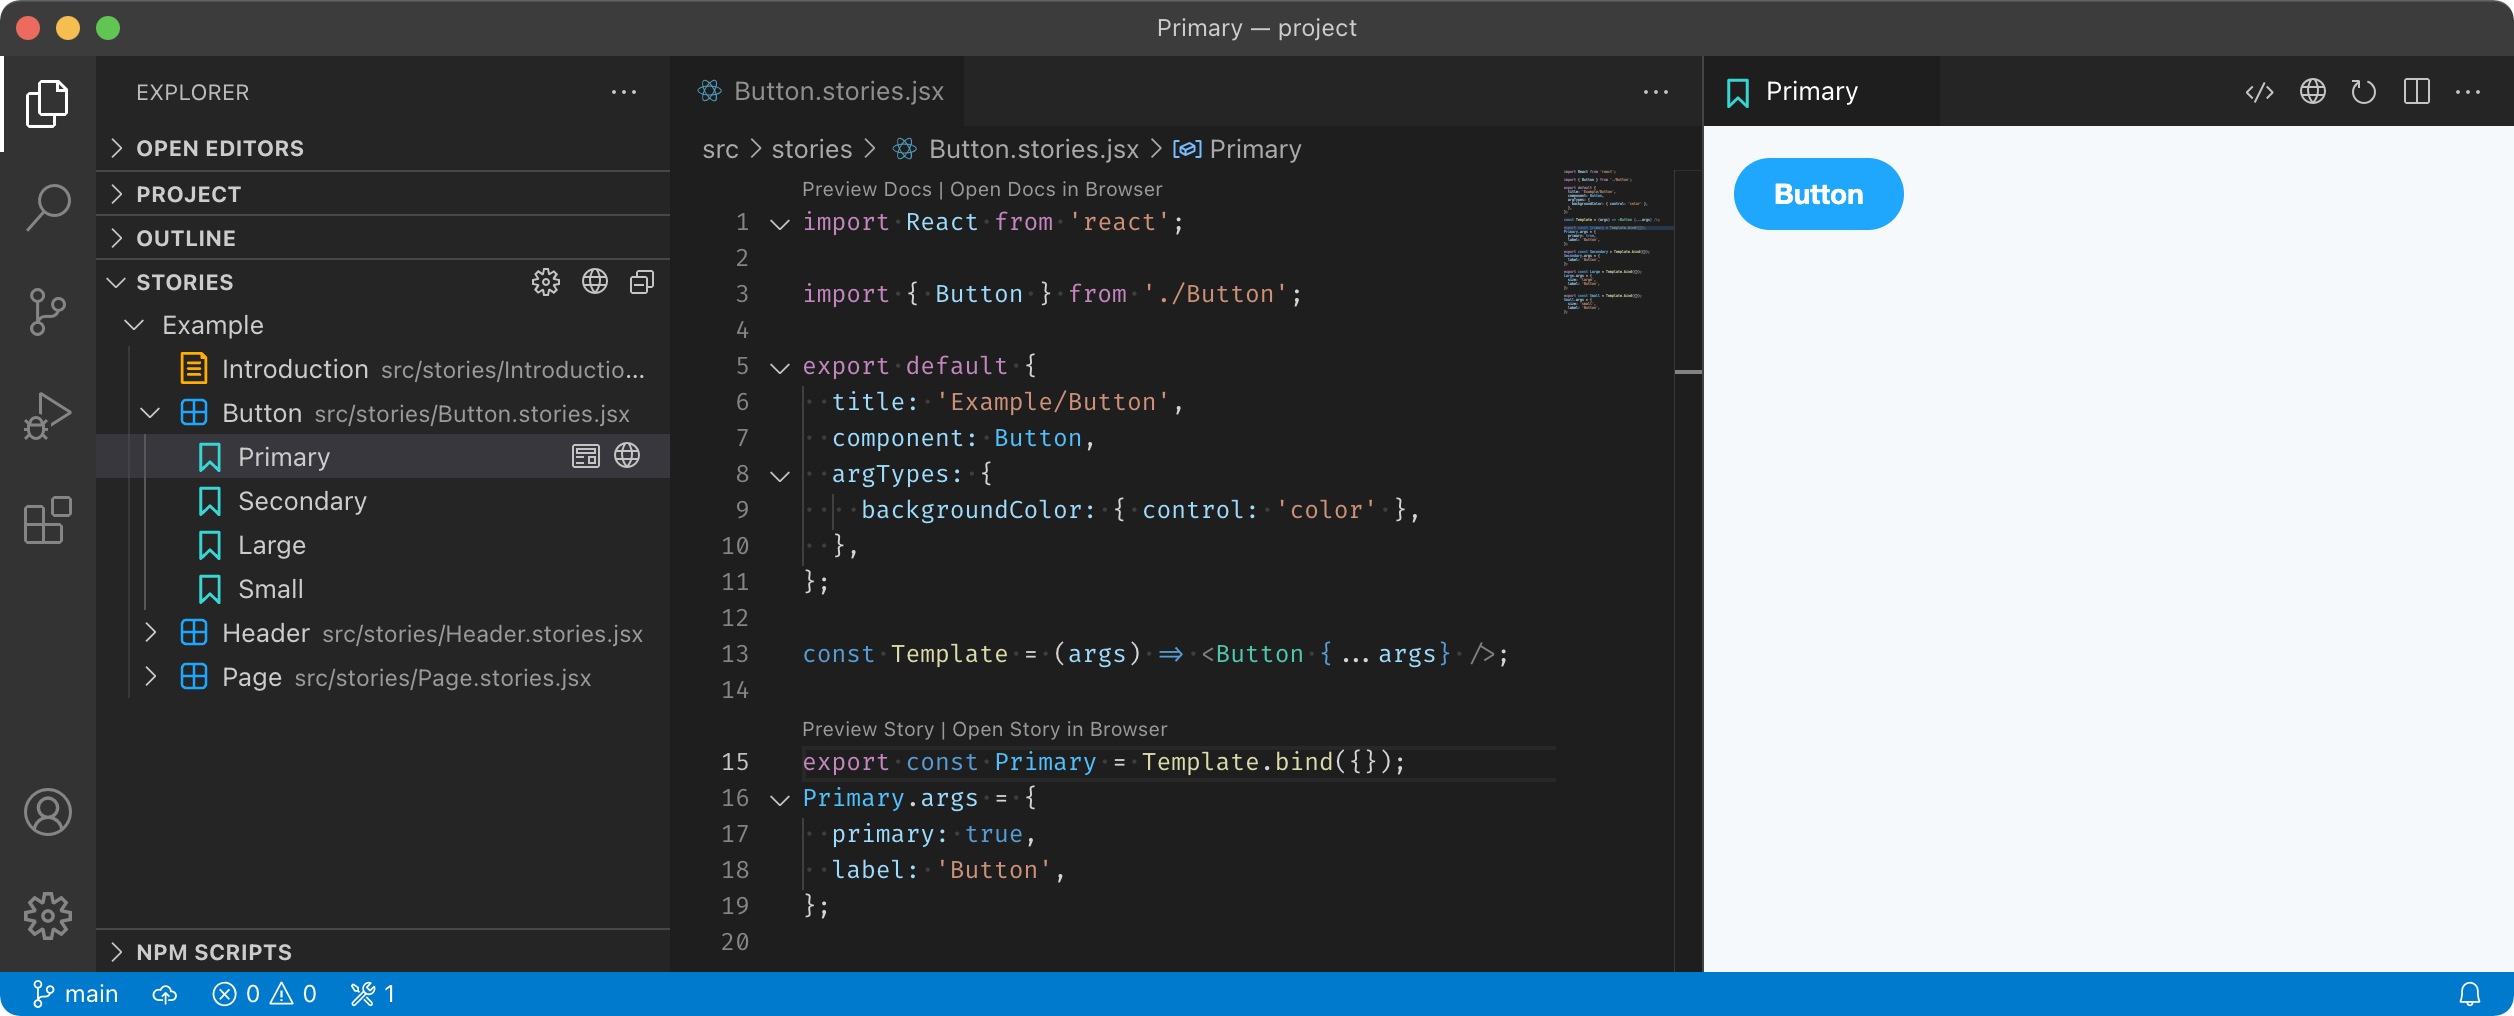 Primary — project
EXPLORER
OPEN EDITORS
PROJECT
OUTLINE
STORIES
Example
Introduction src/stories/Introductio...
Button src/stories/Button.stories.jsx
Primary
Secondary
Large
Small
Header src/stories/Header.stories.jsx
Page src/stories/Page.stories.jsx
NPM SCRIPTS
Button.stories.jsx
src > stories > Button.stories.jsx > Primary
Preview Docs | Open Docs in Browser
1 import React from 'react';
2
3 import { Button } from './Button';
4
5 export default {
6 title: 'Example/Button',
7 component: Button,
8 argTypes: {
9 backgroundColor: { control: 'color' },
10 },
11 };
12
13 const Template = (args) => <Button {...args} />;
14
Preview Story | Open Story in Browser
15 export const Primary = Template.bind({});
16 Primary.args = {
17 primary: true,
18 label: 'Button',
19 };
20
Primary
Button
main 0 0 1